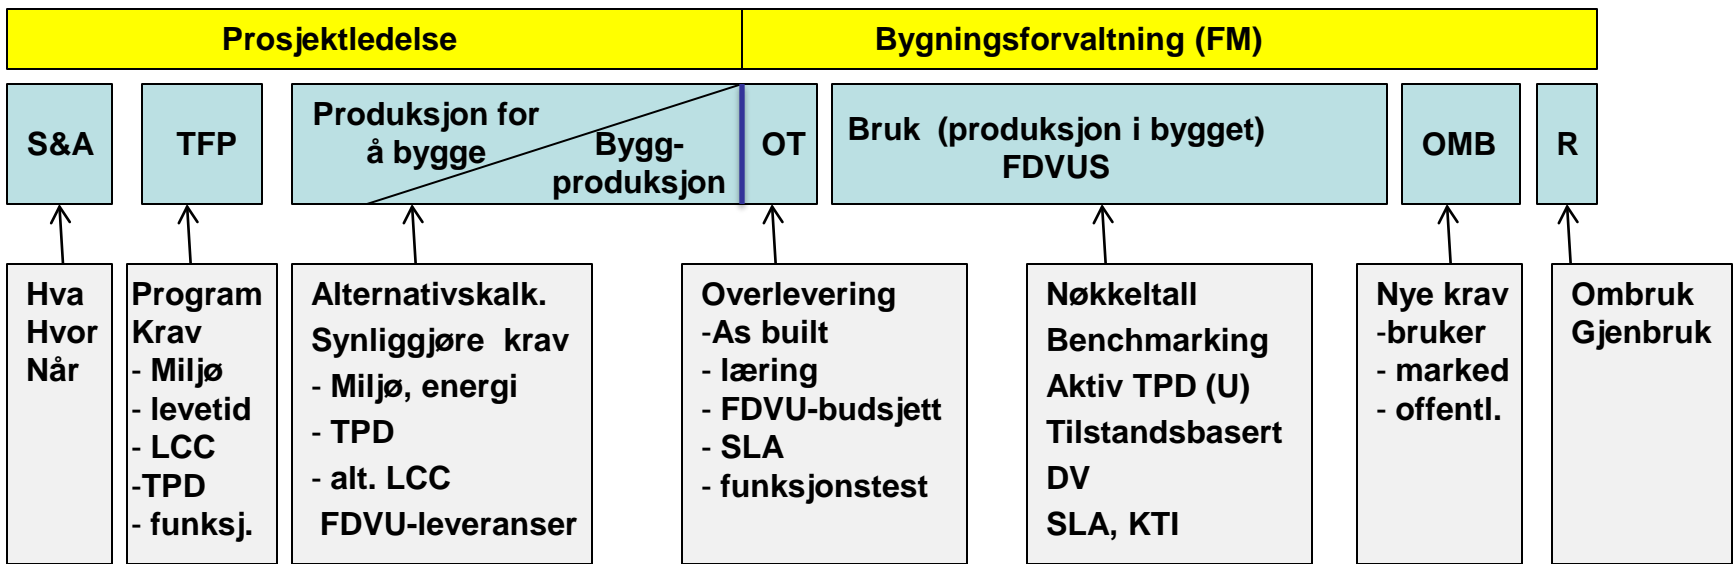 Prosjektledelse
Bygningsforvaltning (FM)
S&A
TFP
Produksjon for
å bygge
Bygg-
produksjon
OT
Bruk (produksjon i bygget)
FDVUS
OMB
R
Hva
Hvor
Når
Program
Krav
- Miljø
- levetid
- LCC
-TPD
- funksj.
Alternativskalk.
Synliggjøre krav
- Miljø, energi
- TPD
- alt. LCC
FDVU-leveranser
Overlevering
-As built
- læring
- FDVU-budsjett
- SLA
- funksjonstest
Nøkkeltall
Benchmarking
Aktiv TPD (U)
Tilstandsbasert
DV
SLA, KTI
Nye krav
-bruker
- marked
- offentl.
Ombruk
Gjenbruk